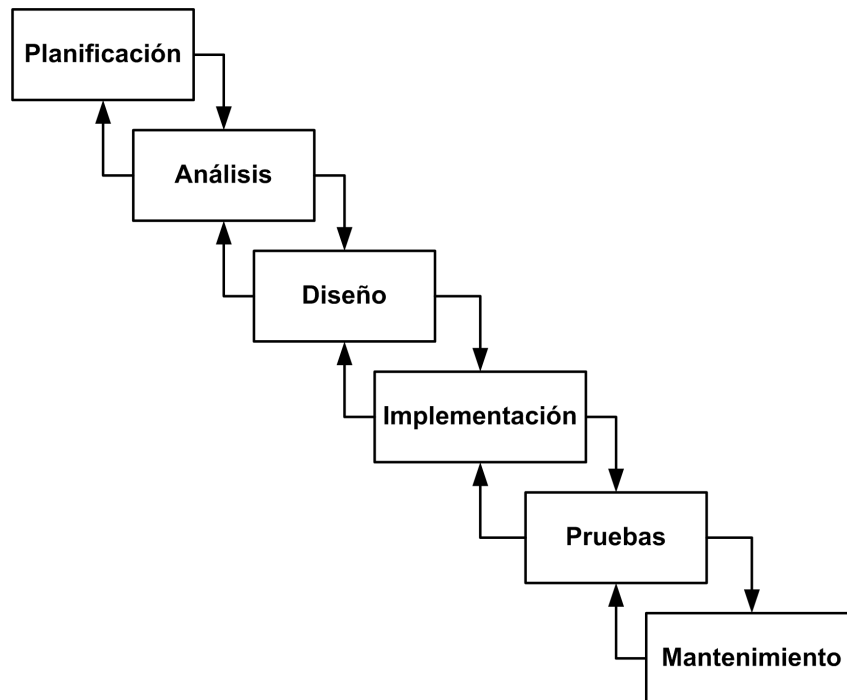 Planificación
Análisis
Diseño
Implementación
Pruebas
Mantenimiento